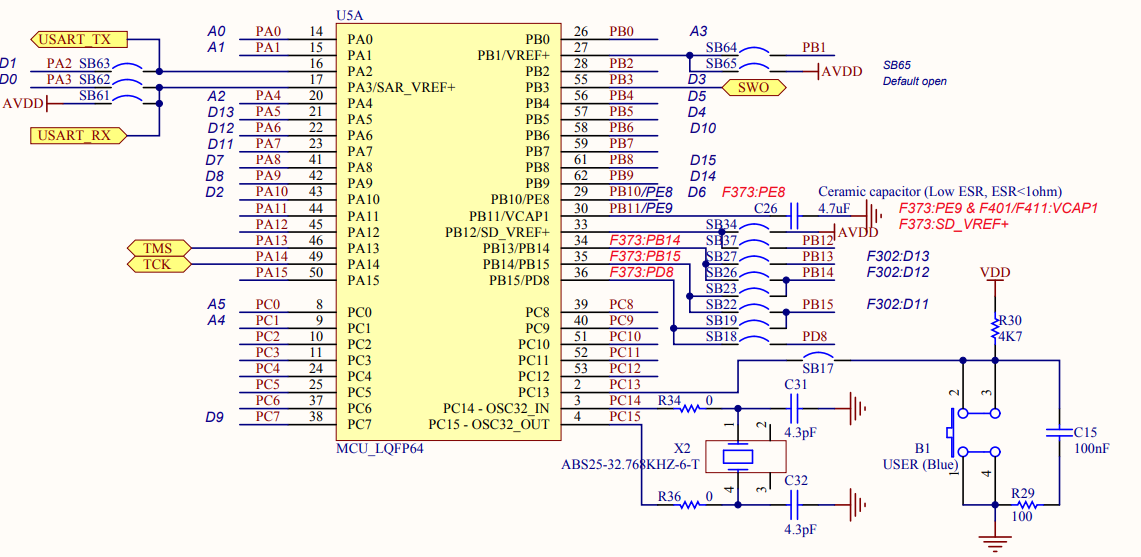 U5A
USART_TX
D1 PA2 SB63
D0 PA3 SB62
AVDD SB61
USART_RX
A0 PA0 14 PA0
A1 PA1 15 PA1
16 PA2
17 PA3/SAR_VREF+
A2 PA4 20 PA4
D13 PA5 21 PA5
D12 PA6 22 PA6
D11 PA7 23 PA7
D7 PA8 41 PA8
D8 PA9 42 PA9
D2 PA10 43 PA10
PA11 44 PA11
PA12 45 PA12
TMS PA13 46 PA13
TCK PA14 49 PA14
PA15 50 PA15
A5 PC0 8 PC0
A4 PC1 9 PC1
PC2 10 PC2
PC3 11 PC3
PC4 24 PC4
PC5 25 PC5
PC6 37 PC6
D9 PC7 38 PC7
MCU_LQFP64
PB0 26 PB0 A3
PB1/VREF+ 27 SB64 PB1
PB2 28 PB2 SB65 AVDD
SB65
Default open
PB3 55 PB3 D3 SWO
PB4 56 PB4 D5
PB5 57 PB5 D4
PB6 58 PB6 D10
PB7 59 PB7
PB8 61 PB8 D15
PB9 62 PB9 D14
PB10/PE8 29 PB10/PE8 D6 F373:PE8
PB11/VCAP1 30 PB11/PE9 C26 4.7uF
Ceramic capacitor (Low ESR, ESR<1ohm)
F373:PE9 & F401/F411:VCAP1
F373:SD_VREF+
PB12/SD_VREF+ 33 SB34 AVDD
PB13/PB14 34 F373:PB14 SB37 PB12
PB14/PB15 35 F373:PB15 SB27 PB13 F302:D13
PB15/PD8 36 F373:PD8 SB26 PB14 F302:D12
SB23
SB22 PB15 F302:D11
SB19
SB18 PD8
PC8 39 PC8
PC9 40 PC9
PC10 51 PC10
PC11 52 PC11
PC12 53 PC12
PC13 2 PC13 SB17
PC14 - OSC32_IN 3 PC14 R34 0
PC15 - OSC32_OUT 4 PC15
C31
4.3pF
1 2
X2
ABS25-32.768KHZ-6-T
4 3
R36 0
C32
4.3pF
VDD
R30
4K7
2 3
B1
USER (Blue)
1 4
C15
100nF
R29
100